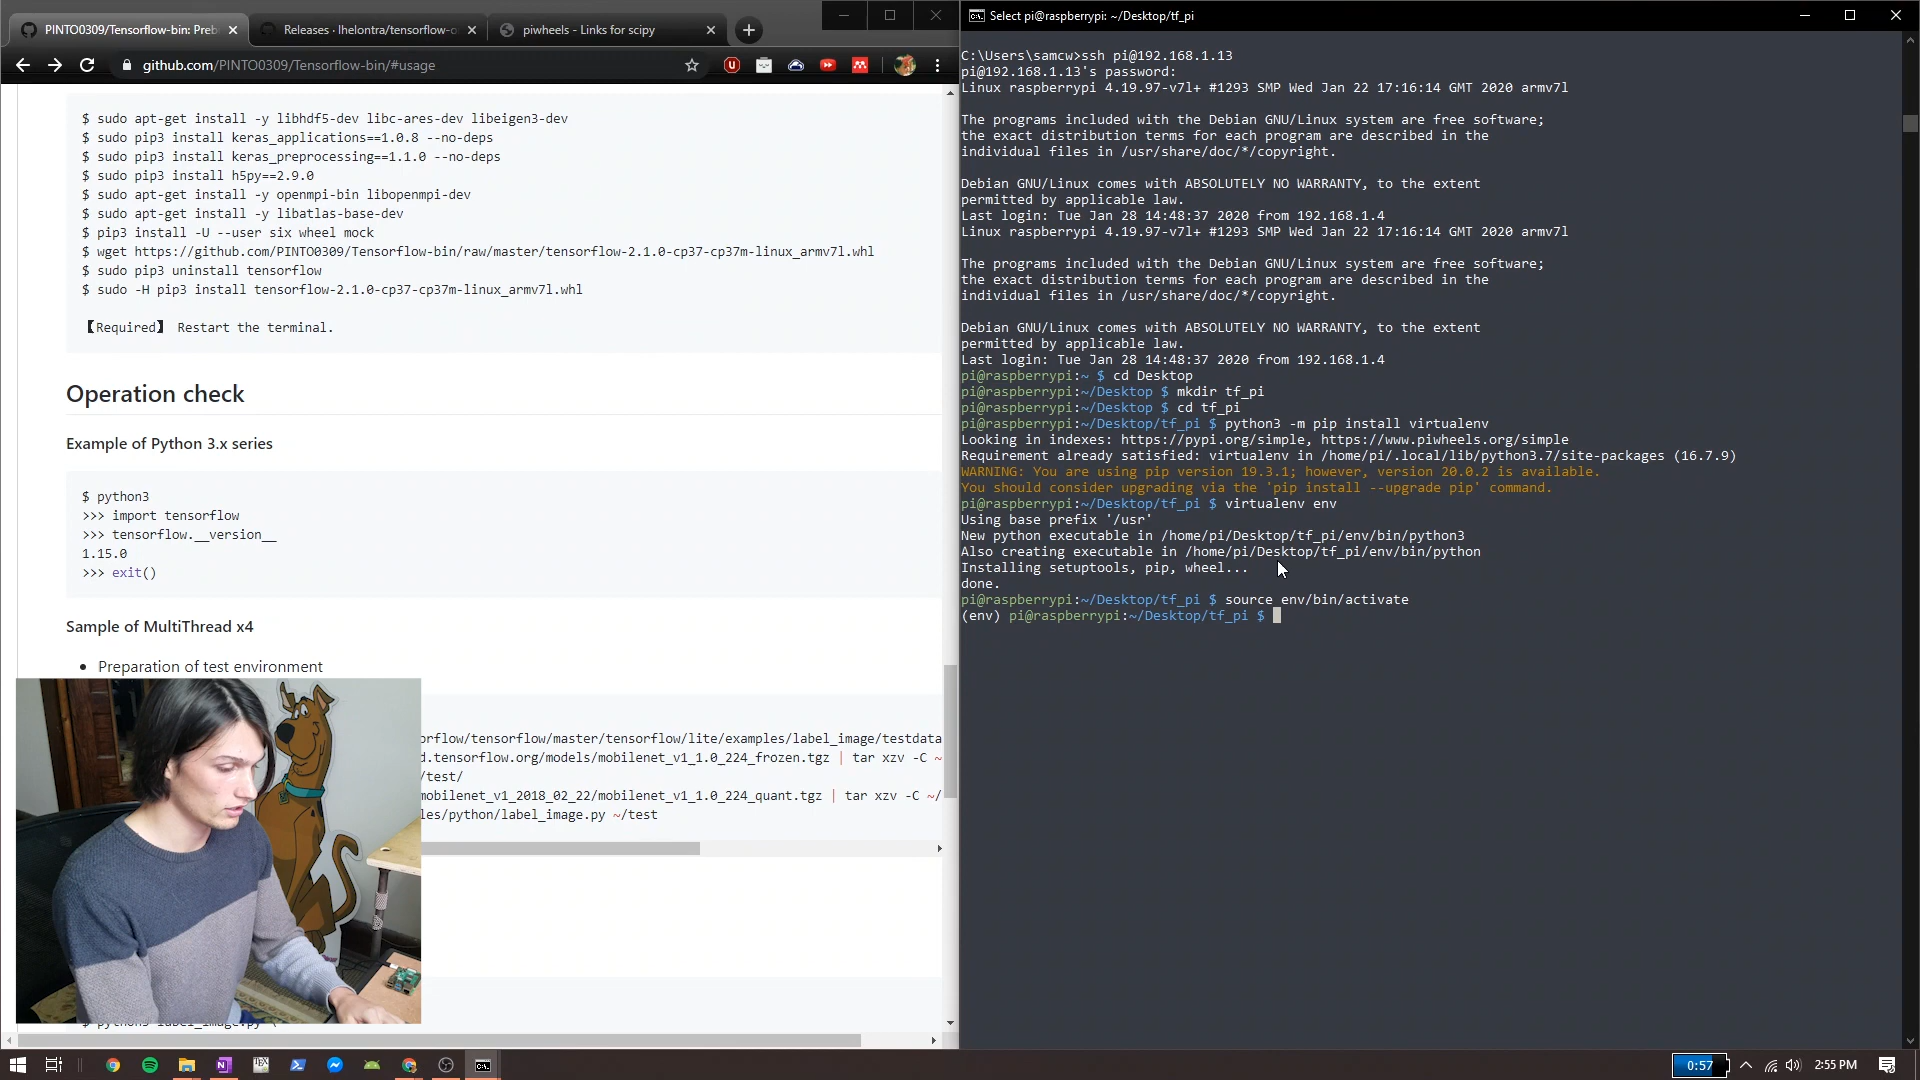 PINTO0309/Tensorflow-bin: Preb
Releases · lhelontra/tensorflow-o
piwheels - Links for scipy
github.com/PINTO0309/Tensorflow-bin/#usage
$ sudo apt-get install -y libhdf5-dev libc-ares-dev libeigen3-dev
$ sudo pip3 install keras_applications==1.0.8 --no-deps
$ sudo pip3 install keras_preprocessing==1.1.0 --no-deps
$ sudo pip3 install h5py==2.9.0
$ sudo apt-get install -y openmpi-bin libopenmpi-dev
$ sudo apt-get install -y libatlas-base-dev
$ pip3 install -U --user six wheel mock
$ wget https://github.com/PINTO0309/Tensorflow-bin/raw/master/tensorflow-2.1.0-cp37-cp37m-linux_armv7l.whl
$ sudo pip3 uninstall tensorflow
$ sudo -H pip3 install tensorflow-2.1.0-cp37-cp37m-linux_armv7l.whl
【Required】 Restart the terminal.
Operation check
Example of Python 3.x series
$ python3
>>> import tensorflow
>>> tensorflow.__version__
1.15.0
>>> exit()
Sample of MultiThread x4
• Preparation of test environment
orflow/tensorflow/master/tensorflow/lite/examples/label_image/testdata
d.tensorflow.org/models/mobilenet_v1_1.0_224_frozen.tgz | tar xzv -C ~
/test/
mobilenet_v1_2018_02_22/mobilenet_v1_1.0_224_quant.tgz | tar xzv -C ~/
les/python/label_image.py ~/test
$ python3 label_image.py \
Select pi@raspberrypi: ~/Desktop/tf_pi
C:\Users\samcw>ssh pi@192.168.1.13
pi@192.168.1.13's password:
Linux raspberrypi 4.19.97-v7l+ #1293 SMP Wed Jan 22 17:16:14 GMT 2020 armv7l
The programs included with the Debian GNU/Linux system are free software;
the exact distribution terms for each program are described in the
individual files in /usr/share/doc/*/copyright.
Debian GNU/Linux comes with ABSOLUTELY NO WARRANTY, to the extent
permitted by applicable law.
Last login: Tue Jan 28 14:48:37 2020 from 192.168.1.4
Linux raspberrypi 4.19.97-v7l+ #1293 SMP Wed Jan 22 17:16:14 GMT 2020 armv7l
The programs included with the Debian GNU/Linux system are free software;
the exact distribution terms for each program are described in the
individual files in /usr/share/doc/*/copyright.
Debian GNU/Linux comes with ABSOLUTELY NO WARRANTY, to the extent
permitted by applicable law.
Last login: Tue Jan 28 14:48:37 2020 from 192.168.1.4
pi@raspberrypi:~ $ cd Desktop
pi@raspberrypi:~/Desktop $ mkdir tf_pi
pi@raspberrypi:~/Desktop $ cd tf_pi
pi@raspberrypi:~/Desktop/tf_pi $ python3 -m pip install virtualenv
Looking in indexes: https://pypi.org/simple, https://www.piwheels.org/simple
Requirement already satisfied: virtualenv in /home/pi/.local/lib/python3.7/site-packages (16.7.9)
WARNING: You are using pip version 19.3.1; however, version 20.0.2 is available.
You should consider upgrading via the 'pip install --upgrade pip' command.
pi@raspberrypi:~/Desktop/tf_pi $ virtualenv env
Using base prefix '/usr'
New python executable in /home/pi/Desktop/tf_pi/env/bin/python3
Also creating executable in /home/pi/Desktop/tf_pi/env/bin/python
Installing setuptools, pip, wheel...
done.
pi@raspberrypi:~/Desktop/tf_pi $ source env/bin/activate
(env) pi@raspberrypi:~/Desktop/tf_pi $
0:57
2:55 PM